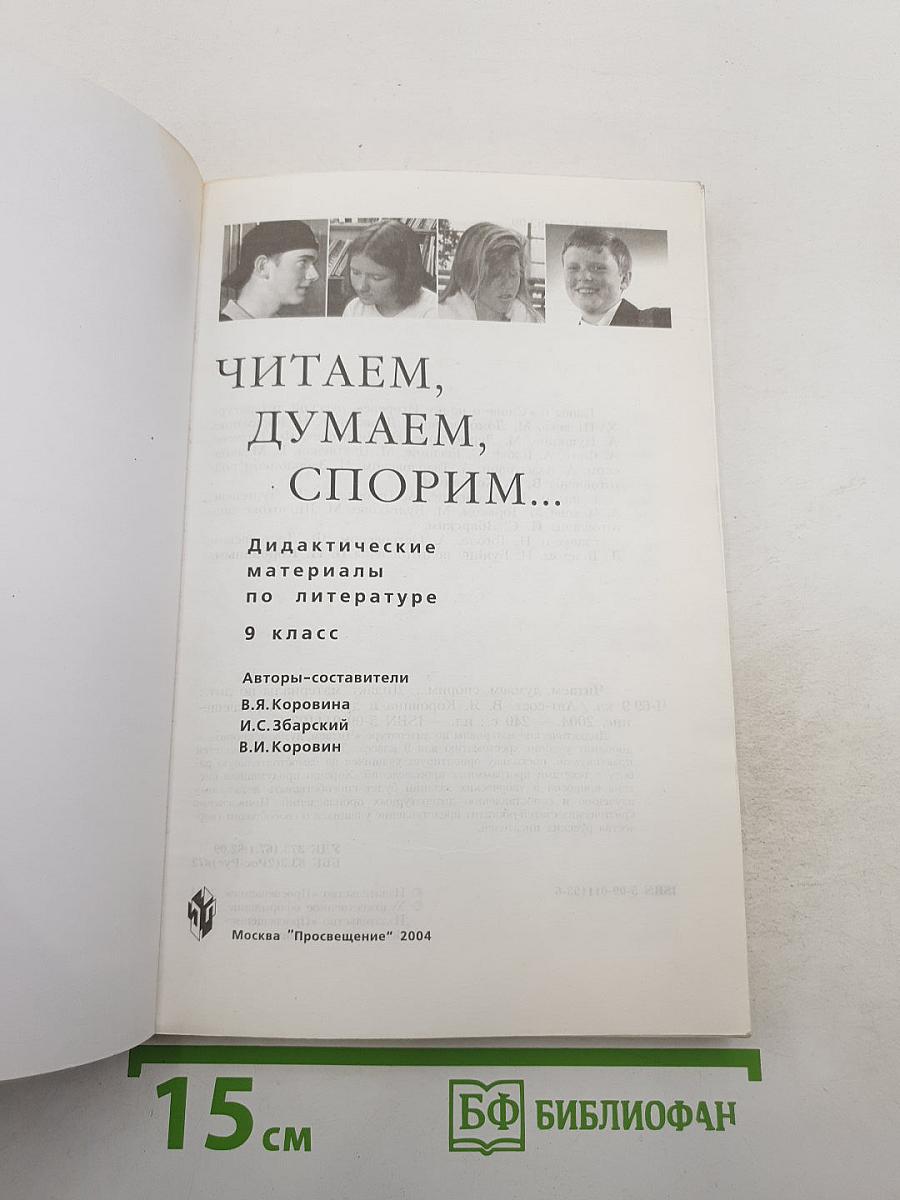 ЧИТАЕМ,
ДУМАЕМ,
СПОРИМ...
Дидактические
материалы
по литературе
9 класс
Авторы-составители
В.Я.Коровина
И.С.Збарский
В.И.Коровин
Москва "Просвещение" 2004
15 см
БФ БИБЛИОФАН